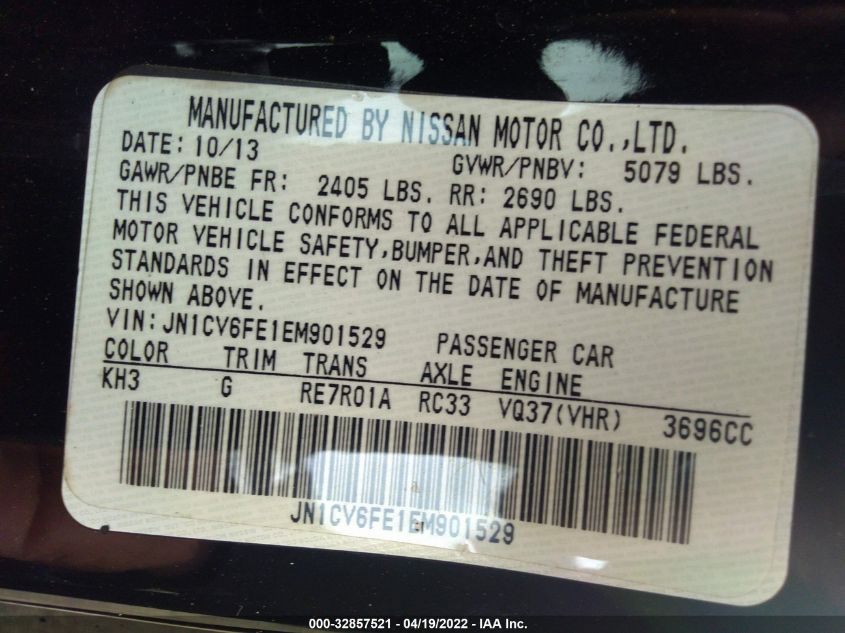 MANUFACTURED BY NISSAN MOTOR CO.,LTD.
DATE: 10/13 GVWR/PNBV: 5079 LBS.
GAWR/PNBE FR: 2405 LBS. RR: 2690 LBS.
THIS VEHICLE CONFORMS TO ALL APPLICABLE FEDERAL
MOTOR VEHICLE SAFETY,BUMPER,AND THEFT PREVENTION
STANDARDS IN EFFECT ON THE DATE OF MANUFACTURE
SHOWN ABOVE.
VIN: JN1CV6FE1EM901529 PASSENGER CAR
COLOR TRIM TRANS AXLE ENGINE
KH3 G RE7R01A RC33 VQ37(VHR) 3696CC
JN1CV6FE1EM901529
000-32857521 - 04/19/2022 - IAA Inc.